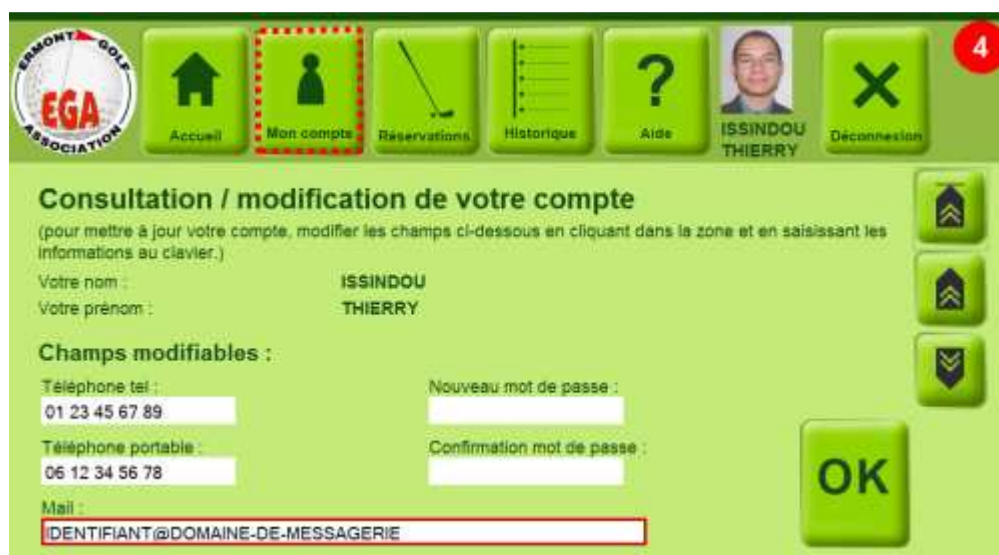 ERMONT GOLF
EGA
ASSOCIATION
Accueil
Mon compte
Réservations
Historique
?
Aide
ISSINDOU
THIERRY
Déconnexion
4
Consultation / modification de votre compte
(pour mettre à jour votre compte, modifier les champs ci-dessous en cliquant dans la zone et en saisissant les
informations au clavier.)
Votre nom : ISSINDOU
Votre prénom : THIERRY
Champs modifiables :
Téléphone tel : Nouveau mot de passe :
01 23 45 67 89
Téléphone portable : Confirmation mot de passe :
06 12 34 56 78
OK
Mail :
IDENTIFIANT@DOMAINE-DE-MESSAGERIE